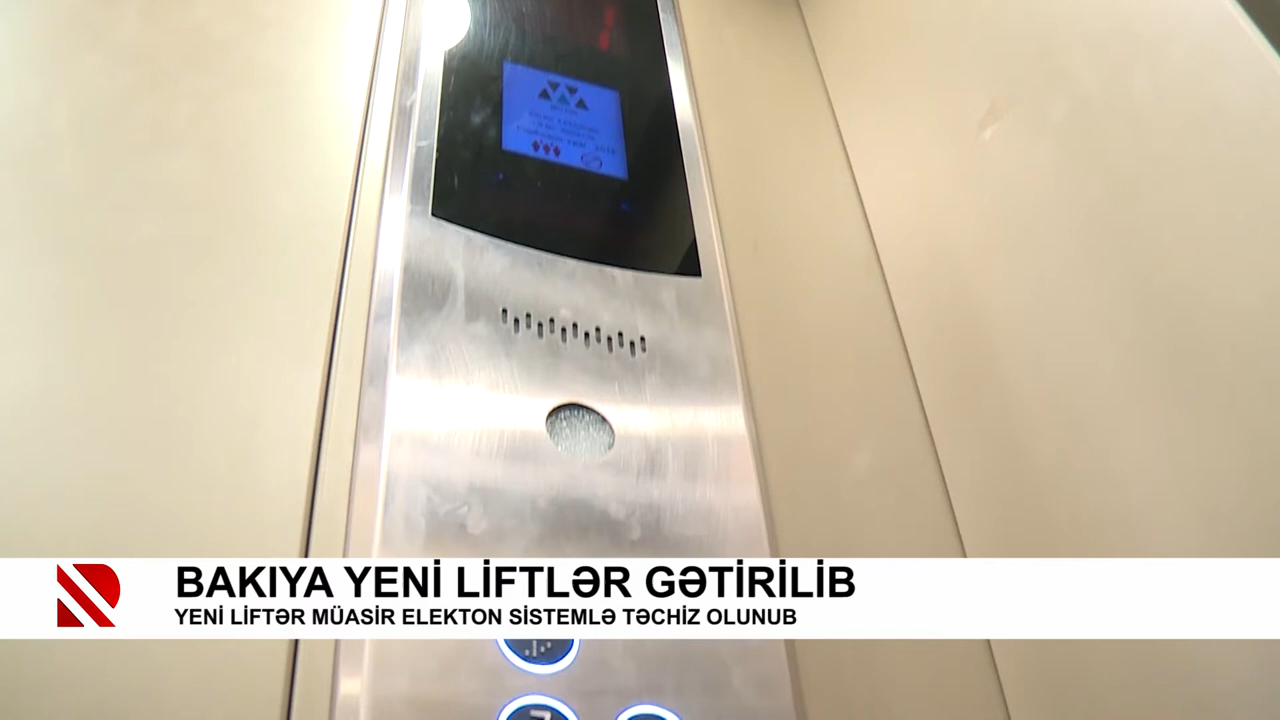 BAKIYA YENİ LİFTLƏR GƏTİRİLİB
YENİ LİFTƏR MÜASİR ELEKTON SİSTEMLƏ TƏCHİZ OLUNUB